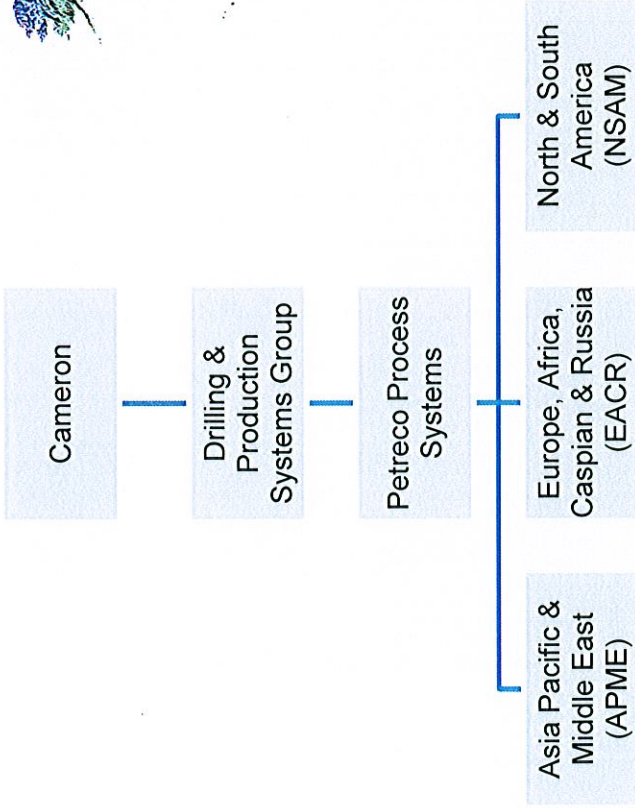 Cameron
Drilling &
Production
Systems Group
Petreco Process
Systems
Asia Pacific &
Middle East
(APME)
Europe, Africa,
Caspian & Russia
(EACR)
North & South
America
(NSAM)